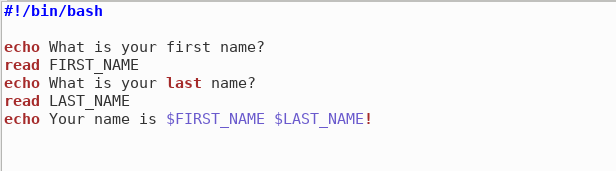 #!/bin/bash
echo What is your first name?
read FIRST_NAME
echo What is your last name?
read LAST_NAME
echo Your name is $FIRST_NAME $LAST_NAME!